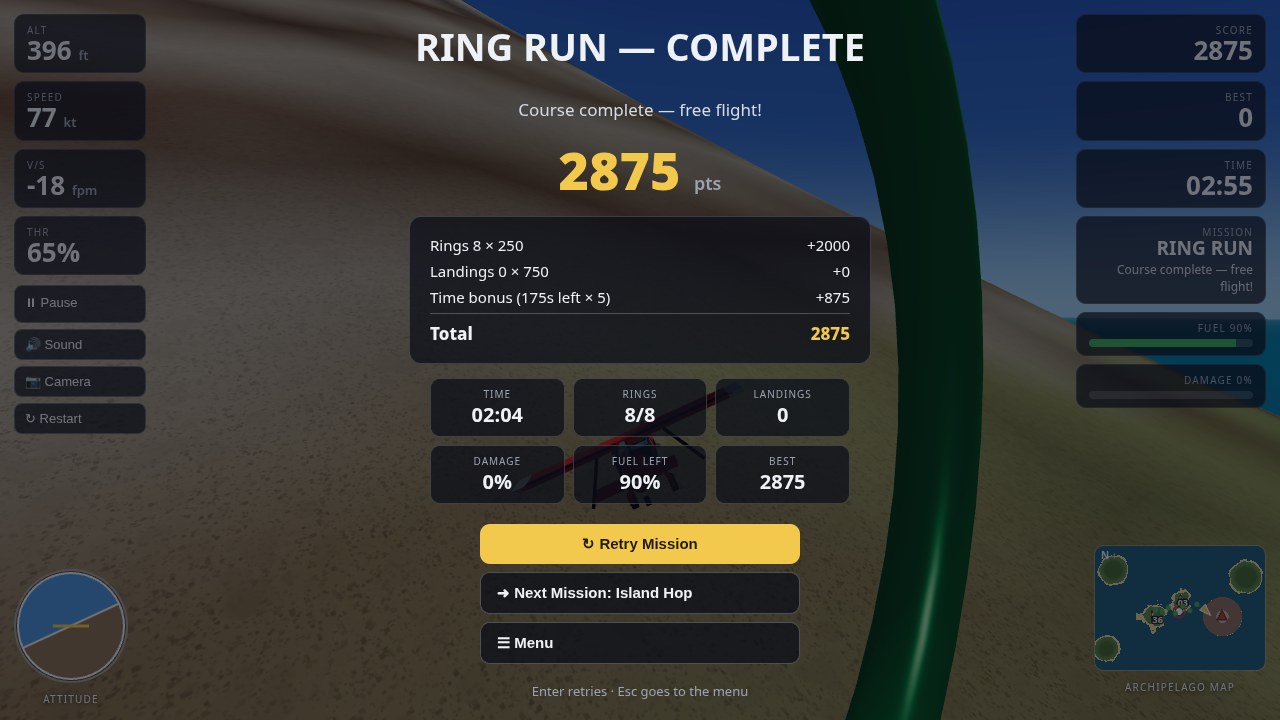 ALT
396 ft
SPEED
77 kt
V/S
-18 fpm
THR
65%
⏸ Pause
🔊 Sound
📷 Camera
↻ Restart
ATTITUDE
RING RUN — COMPLETE
Course complete — free flight!
2875 pts
Rings 8 × 250 +2000
Landings 0 × 750 +0
Time bonus (175s left × 5) +875
Total 2875
TIME
02:04
RINGS
8/8
LANDINGS
0
DAMAGE
0%
FUEL LEFT
90%
BEST
2875
↻ Retry Mission
➜ Next Mission: Island Hop
☰ Menu
Enter retries · Esc goes to the menu
SCORE
2875
BEST
0
TIME
02:55
MISSION
RING RUN
Course complete — free
flight!
FUEL 90%
DAMAGE 0%
N
03
36
ARCHIPELAGO MAP